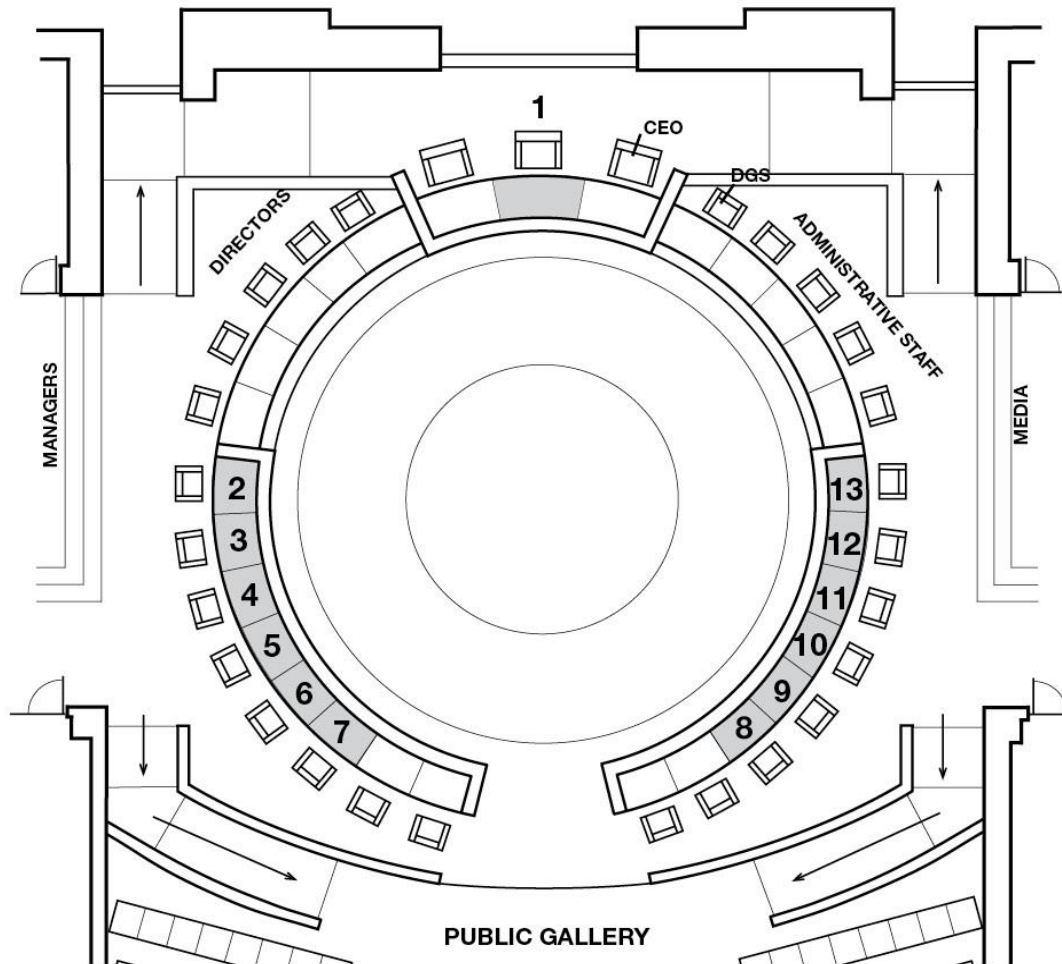 1
CEO
DGS
DIRECTORS
ADMINISTRATIVE STAFF
MANAGERS
MEDIA
2
13
3
12
4
11
5
10
6
9
7
8
PUBLIC GALLERY